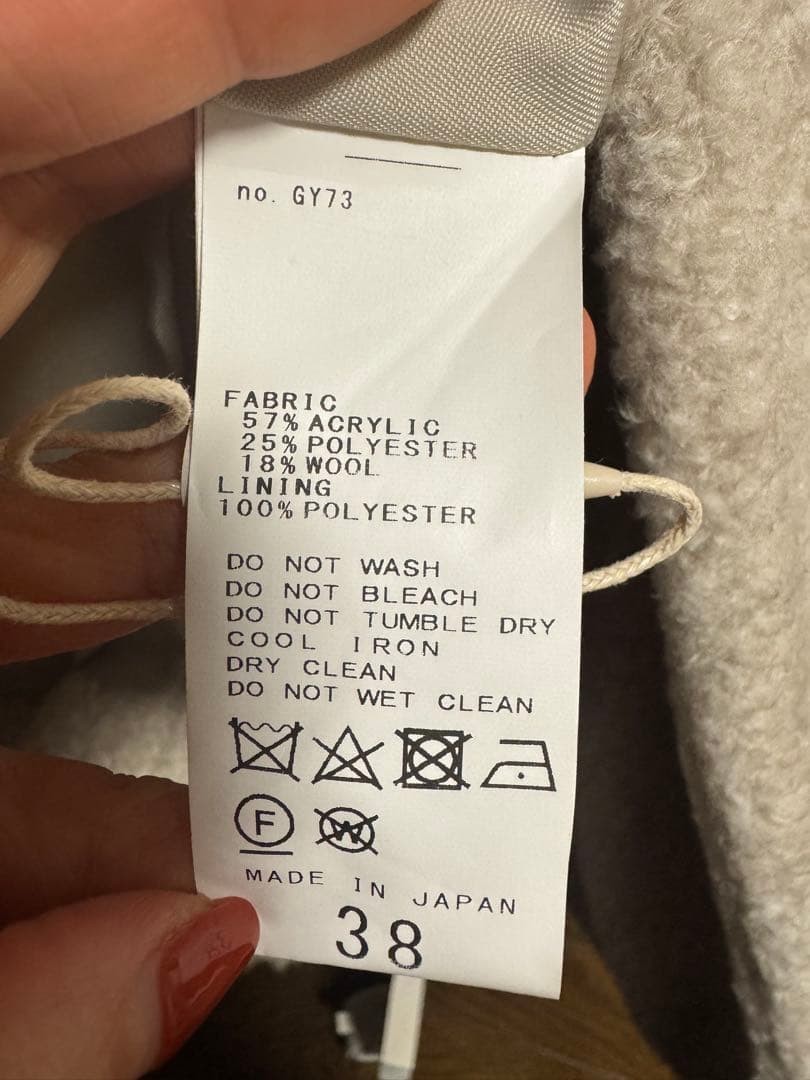 no. GY73
FABRIC
57% ACRYLIC
25% POLYESTER
18% WOOL
LINING
100% POLYESTER
DO NOT WASH
DO NOT BLEACH
DO NOT TUMBLE DRY
COOL IRON
DRY CLEAN
DO NOT WET CLEAN
F W
MADE IN JAPAN
38